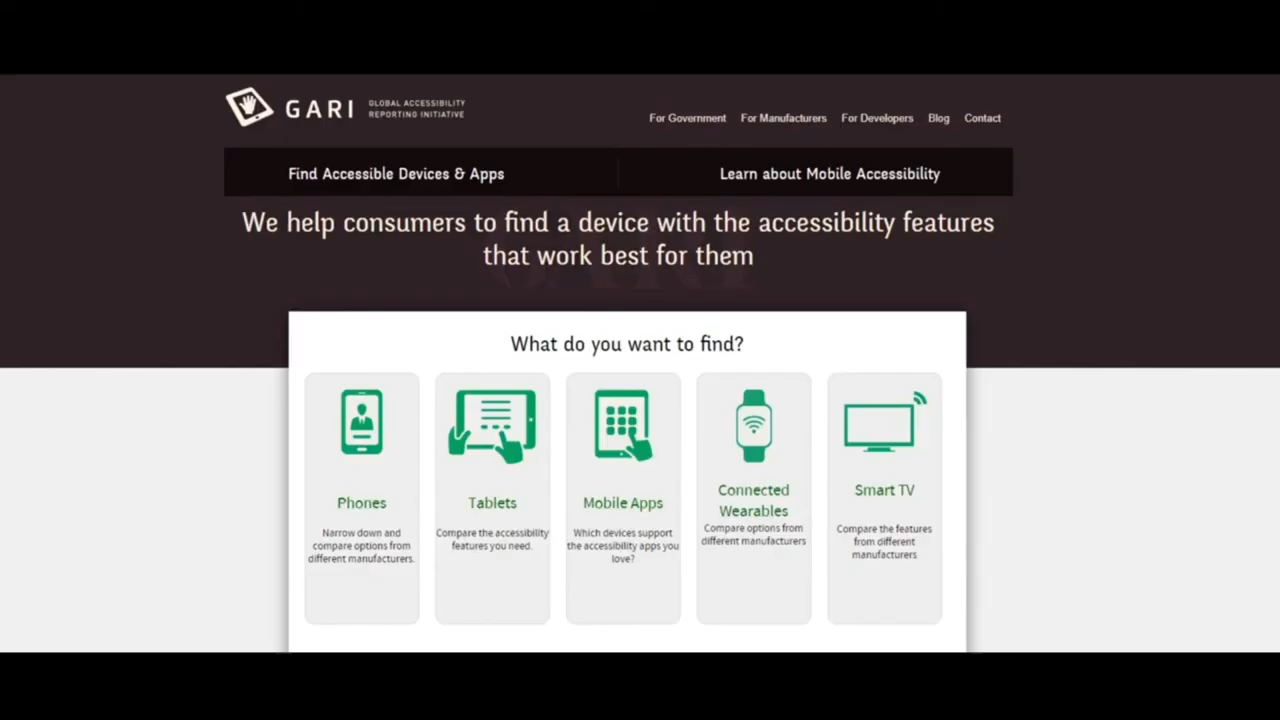 GARI
GLOBAL ACCESSIBILITY
REPORTING INITIATIVE
For Government For Manufacturers For Developers Blog Contact
Find Accessible Devices & Apps
Learn about Mobile Accessibility
We help consumers to find a device with the accessibility features
that work best for them
What do you want to find?
Phones
Narrow down and
compare options from
different manufacturers.
Tablets
Compare the accessibility
features you need.
Mobile Apps
Which devices support
the accessibility apps you
love?
Connected
Wearables
Compare options from
different manufacturers
Smart TV
Compare the features
from different
manufacturers